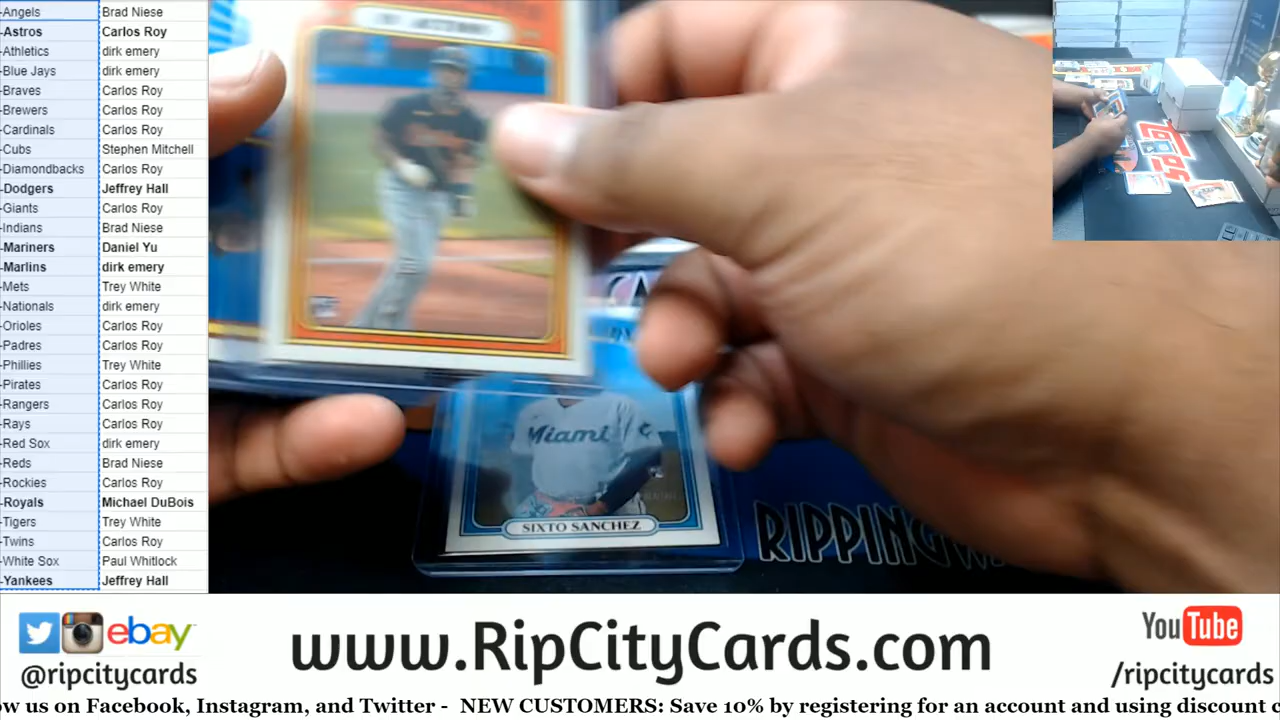 -Angels Brad Niese
-Astros Carlos Roy
-Athletics dirk emery
-Blue Jays dirk emery
-Braves Carlos Roy
-Brewers Carlos Roy
-Cardinals Carlos Roy
-Cubs Stephen Mitchell
-Diamondbacks Carlos Roy
-Dodgers Jeffrey Hall
-Giants Carlos Roy
-Indians Brad Niese
-Mariners Daniel Yu
-Marlins dirk emery
-Mets Trey White
-Nationals dirk emery
-Orioles Carlos Roy
-Padres Carlos Roy
-Phillies Trey White
-Pirates Carlos Roy
-Rangers Carlos Roy
-Rays Carlos Roy
-Red Sox dirk emery
-Reds Brad Niese
-Rockies Carlos Roy
-Royals Michael DuBois
-Tigers Trey White
-Twins Carlos Roy
-White Sox Paul Whitlock
-Yankees Jeffrey Hall
TOPPS
Miami
SIXTO SANCHEZ
RIPPING
ebay
@ripcitycards
www.RipCityCards.com
YouTube
/ripcitycards
ow us on Facebook, Instagram, and Twitter - NEW CUSTOMERS: Save 10% by registering for an account and using discount c